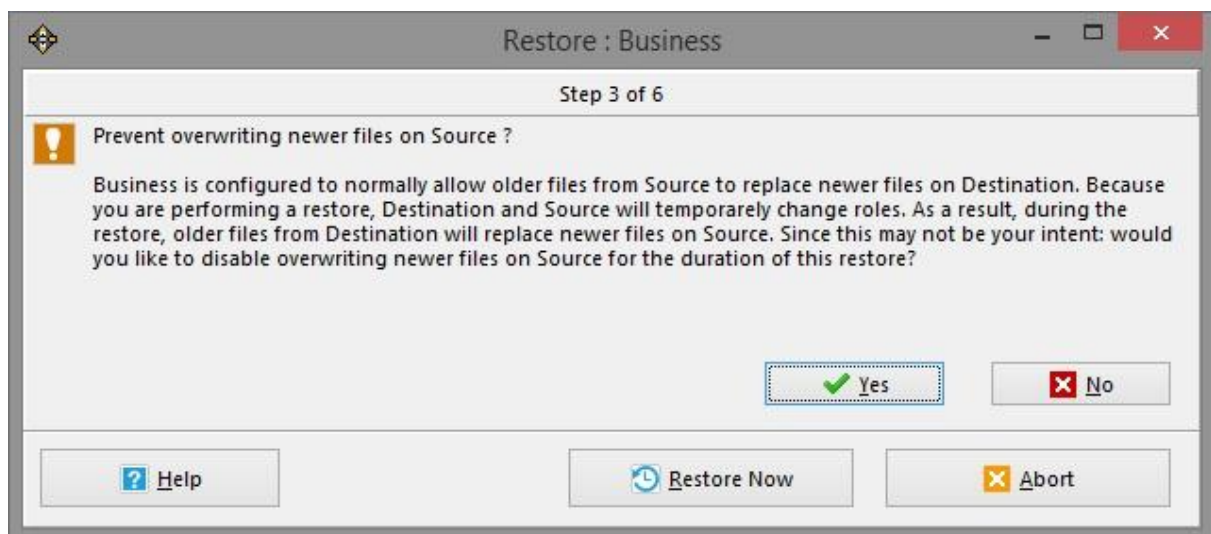 Restore : Business
Step 3 of 6
Prevent overwriting newer files on Source ?
Business is configured to normally allow older files from Source to replace newer files on Destination. Because
you are performing a restore, Destination and Source will temporarely change roles. As a result, during the
restore, older files from Destination will replace newer files on Source. Since this may not be your intent: would
you like to disable overwriting newer files on Source for the duration of this restore?
Yes
No
Help
Restore Now
Abort